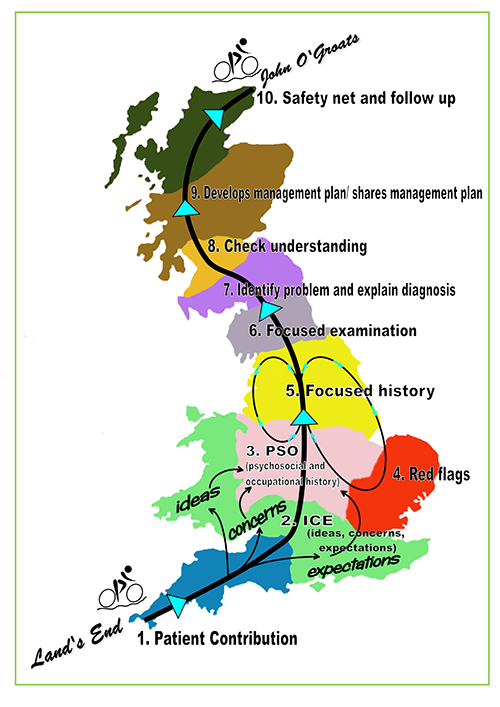 John O'Groats
10. Safety net and follow up
9. Develops management plan/ shares management plan
8. Check understanding
7. Identify problem and explain diagnosis
6. Focused examination
5. Focused history
3. PSO
(psychosocial and
occupational history)
4. Red flags
ideas
concerns
2. ICE
(ideas, concerns,
expectations)
expectations
Land's End
1. Patient Contribution